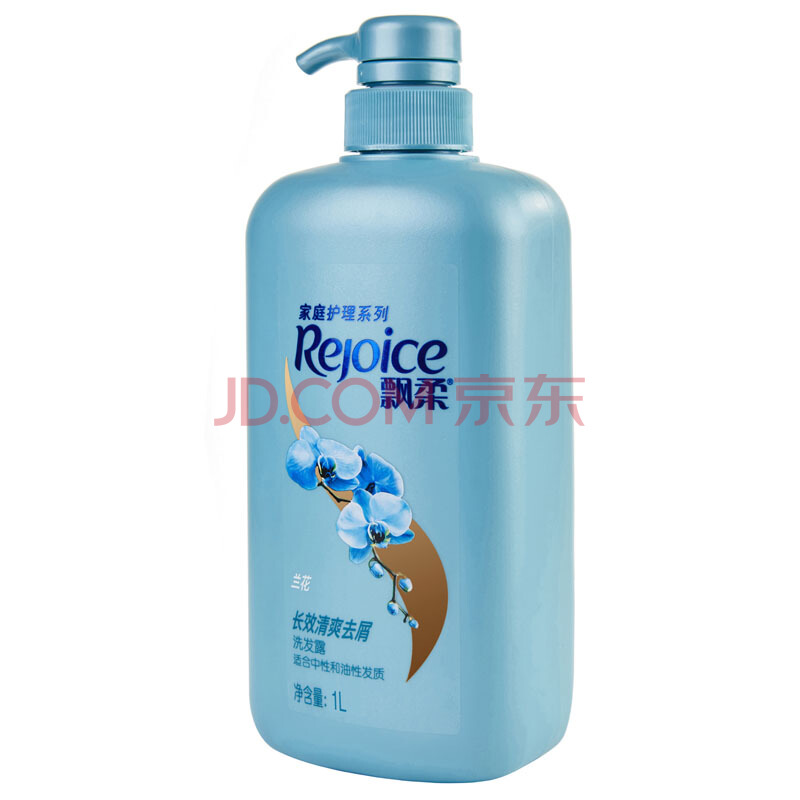 家庭护理系列
Rejoice
飘柔®
JD.COM京东
兰花
长效清爽去屑
洗发露
适合中性和油性发质
净含量：1L